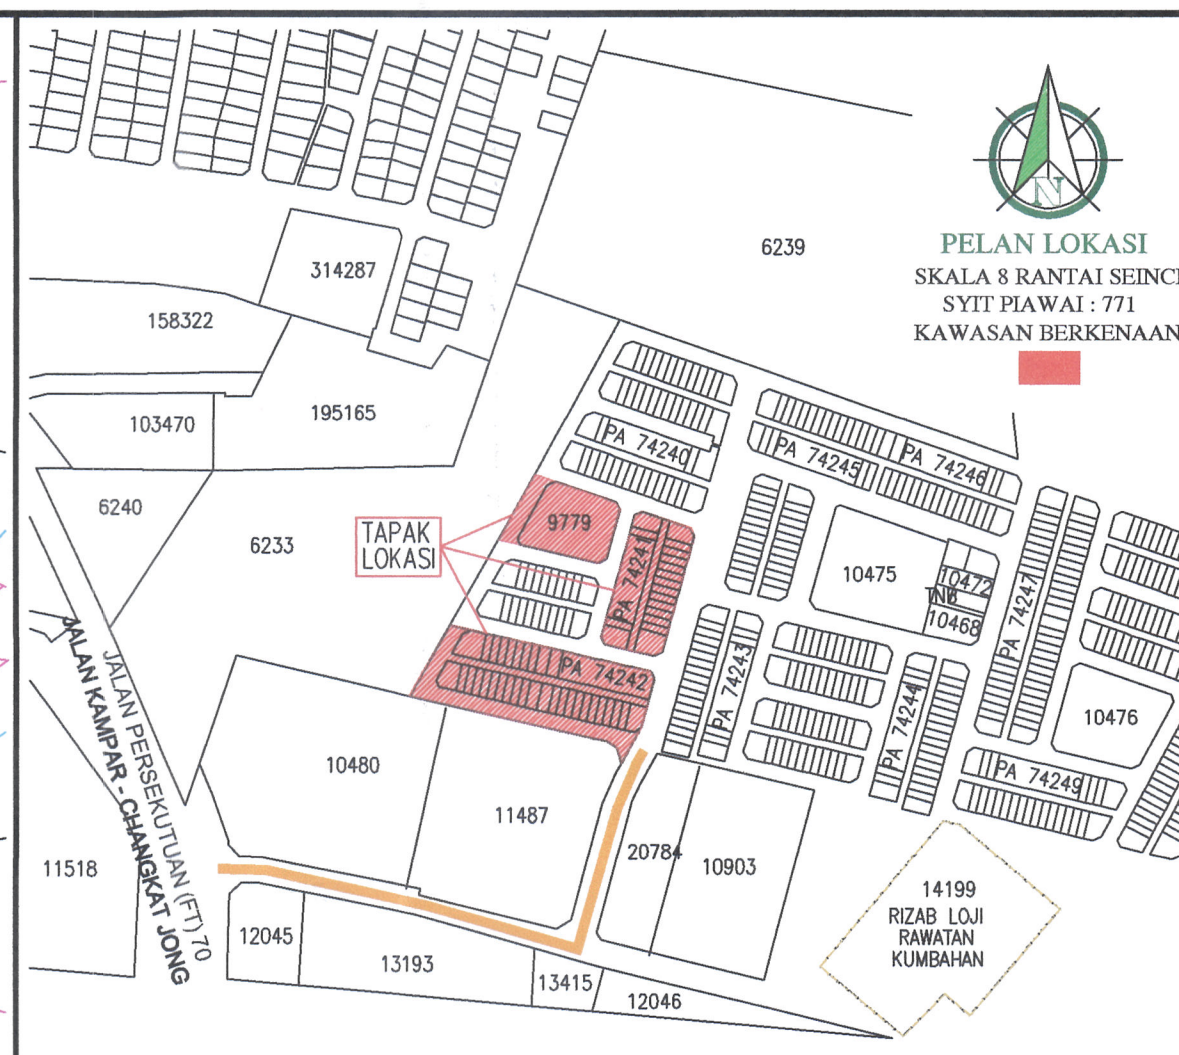 N
PELAN LOKASI
SKALA 8 RANTAI SEINCI
SYIT PIAWAI : 771
KAWASAN BERKENAAN
6239
314287
158322
195165
103470
6240
6233
TAPAK
LOKASI
9779
PA 74240
PA 74241
PA 74242
PA 74245
PA 74246
10475
10472
TNB
10468
PA 74247
PA 74243
PA 74244
10476
PA 74249
JALAN PERSEKUTUAN (FT) 70
JALAN KAMPAR - CHANGKAT JONG
10480
11487
20784
10903
11518
12045
13193
13415
12046
14199
RIZAB LOJI
RAWATAN
KUMBAHAN